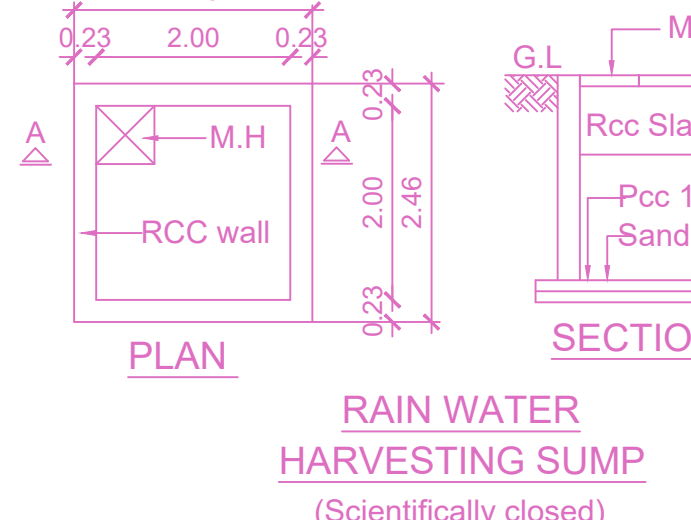 0.23 2.00 0.23
0.23
2.00
2.46
0.23
A
A
M.H
RCC wall
PLAN
G.L
M
Rcc Sla
Pcc 1
Sand
SECTIO
RAIN WATER
HARVESTING SUMP
(Scientifically closed)